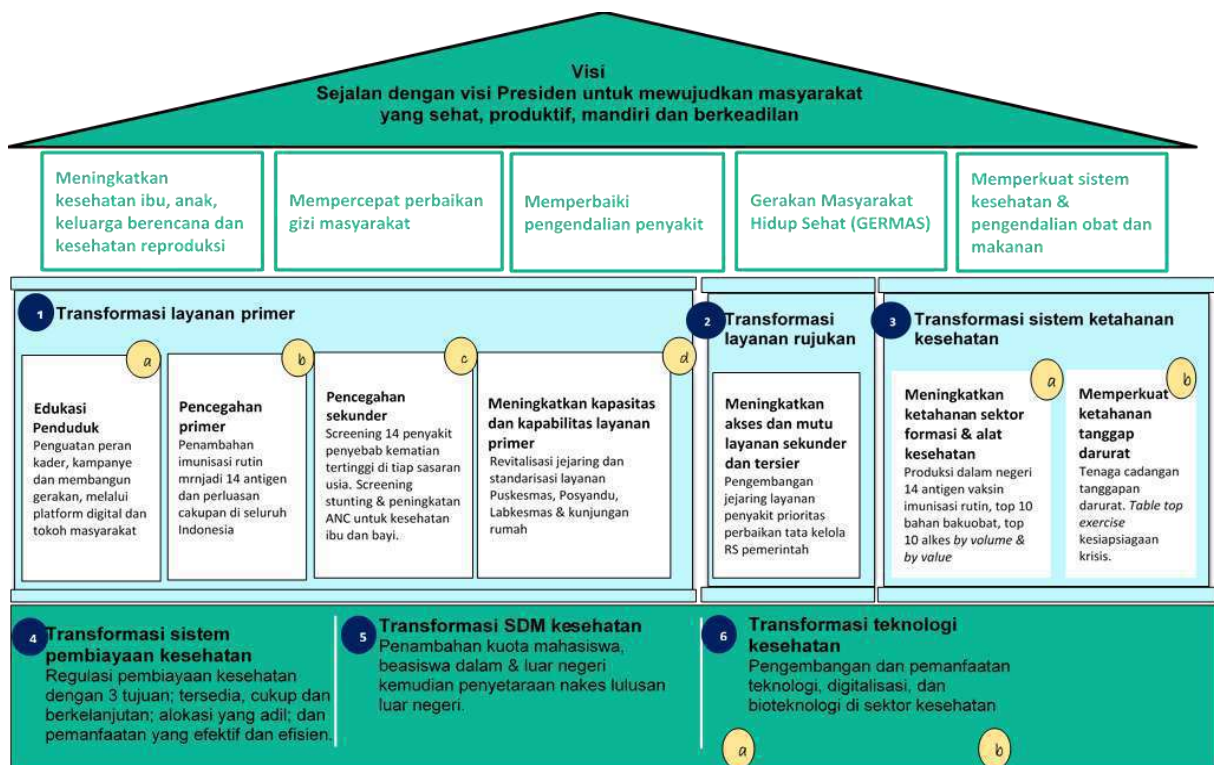 Visi
Sejalan dengan visi Presiden untuk mewujudkan masyarakat
yang sehat, produktif, mandiri dan berkeadilan
Meningkatkan
kesehatan ibu, anak,
keluarga berencana dan
kesehatan reproduksi
Mempercepat perbaikan
gizi masyarakat
Memperbaiki
pengendalian penyakit
Gerakan Masyarakat
Hidup Sehat (GERMAS)
Memperkuat sistem
kesehatan &
pengendalian obat dan
makanan
1
Transformasi layanan primer
a
Edukasi
Penduduk
Penguatan peran
kader, kampanye
dan membangun
gerakan, melalui
platform digital dan
tokoh masyarakat
b
Pencegahan
primer
Penambahan
imunisasi rutin
mrnjadi 14 antigen
dan perluasan
cakupan di seluruh
Indonesia
c
Pencegahan
sekunder
Screening 14 penyakit
penyebab kematian
tertinggi di tiap sasaran
usia. Screening
stunting & peningkatan
ANC untuk kesehatan
ibu dan bayi.
d
Meningkatkan kapasitas
dan kapabilitas layanan
primer
Revitalisasi jejaring dan
standarisasi layanan
Puskesmas, Posyandu,
Labkesmas & kunjungan
rumah
2
Transformasi
layanan rujukan
Meningkatkan
akses dan mutu
layanan sekunder
dan tersier
Pengembangan
jejaring layanan
penyakit prioritas
perbaikan tata kelola
RS pemerintah
3
Transformasi sistem ketahanan
kesehatan
a
Meningkatkan
ketahanan sektor
formasi & alat
kesehatan
Produksi dalam negeri
14 antigen vaksin
imunisasi rutin, top 10
bahan bakuobat, top
10 alkes by volume &
by value
b
Memperkuat
ketahanan
tanggap
darurat
Tenaga cadangan
tanggapan
darurat. Table top
exercise
kesiapsiagaan
krisis.
4
Transformasi sistem
pembiayaan kesehatan
Regulasi pembiayaan kesehatan
dengan 3 tujuan; tersedia, cukup dan
berkelanjutan; alokasi yang adil; dan
pemanfaatan yang efektif dan efisien.
5
Transformasi SDM kesehatan
Penambahan kuota mahasiswa,
beasiswa dalam & luar negeri
kemudian penyetaraan nakes lulusan
luar negeri.
6
Transformasi teknologi
kesehatan
Pengembangan dan pemanfaatan
teknologi, digitalisasi, dan
bioteknologi di sektor kesehatan
a
b